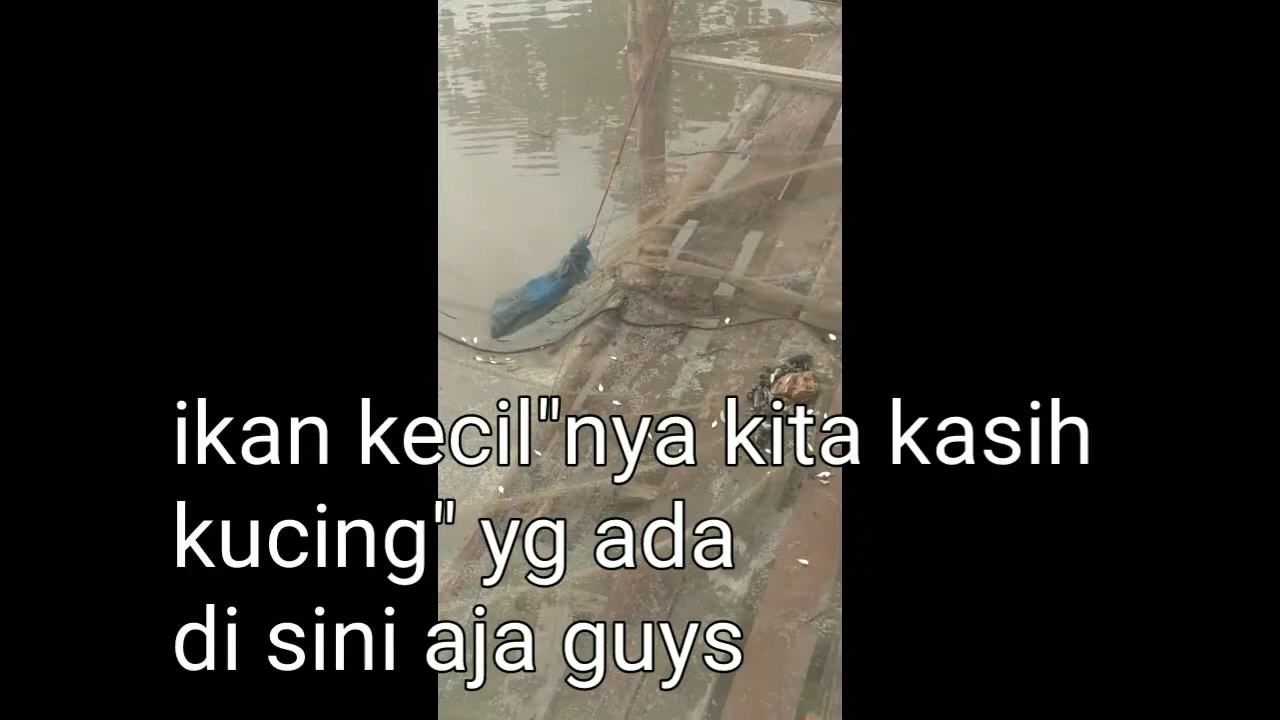 ikan kecil"nya kita kasih
kucing" yg ada
di sini aja guys